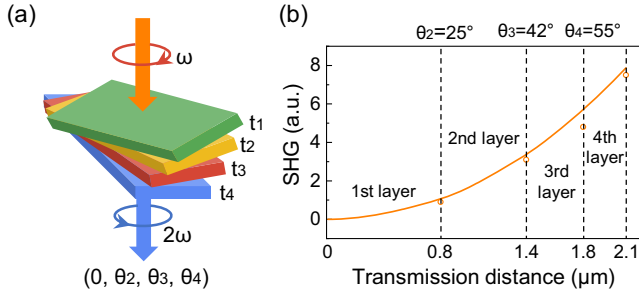 (a)
ω
t1
t2
t3
t4
2ω
(0, θ2, θ3, θ4)
(b)
θ2=25° θ3=42° θ4=55°
SHG (a.u.)
8
6
4
2
0
1st layer
2nd layer
3rd layer
4th layer
0 0.8 1.4 1.8 2.1
Transmission distance (μm)